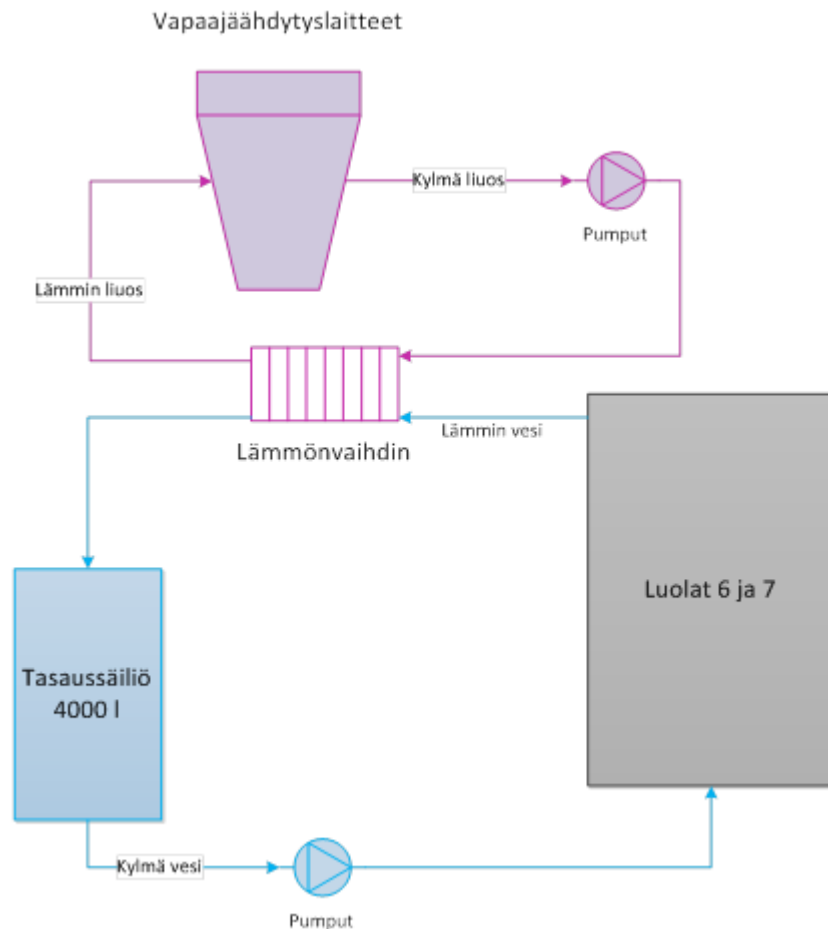 Vapaajäähdytyslaitteet
Kylmä liuos
Pumput
Lämmin liuos
Lämmin vesi
Lämmönvaihdin
Luolat 6 ja 7
Tasaussäiliö
4000 l
Kylmä vesi
Pumput